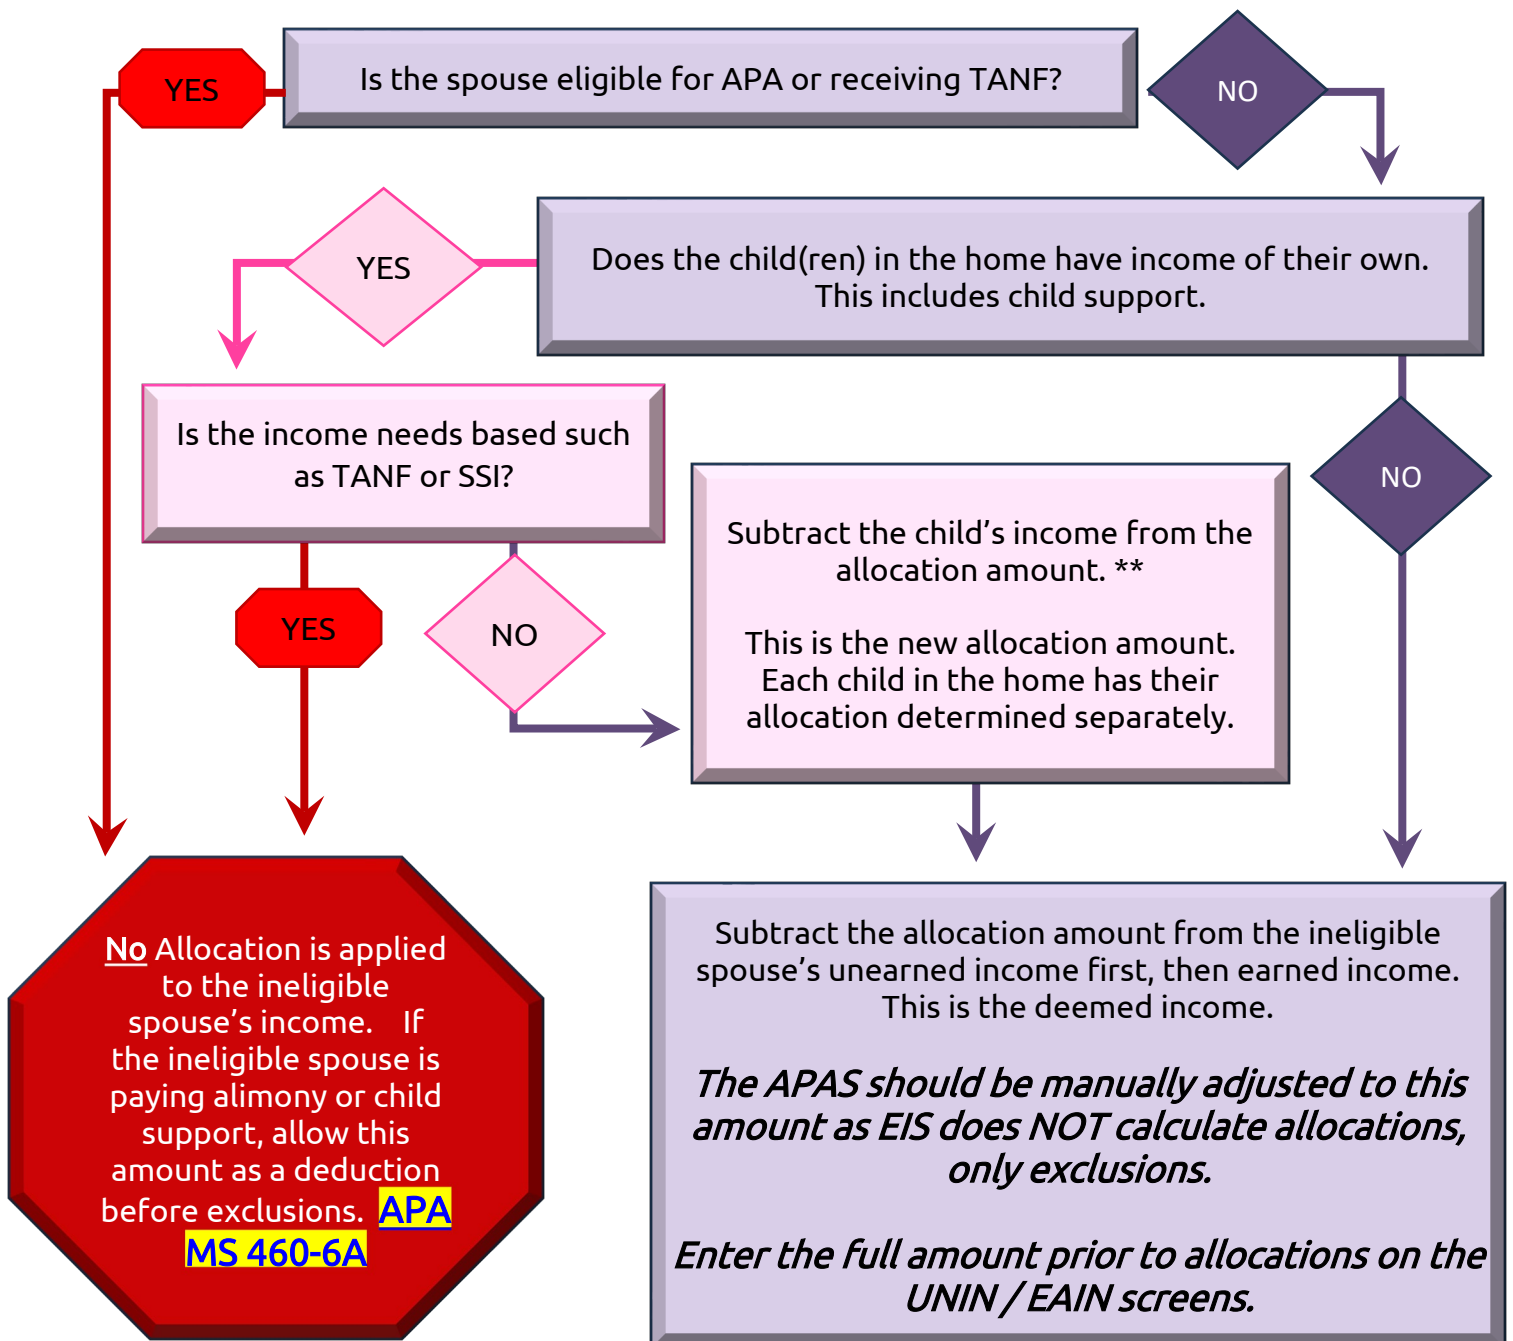 YES
Is the spouse eligible for APA or receiving TANF?
NO
YES
Does the child(ren) in the home have income of their own.
This includes child support.
Is the income needs based such
as TANF or SSI?
NO
Subtract the child’s income from the
allocation amount. **
This is the new allocation amount.
Each child in the home has their
allocation determined separately.
YES
NO
No Allocation is applied
to the ineligible
spouse’s income. If
the ineligible spouse is
paying alimony or child
support, allow this
amount as a deduction
before exclusions. APA
MS 460-6A
Subtract the allocation amount from the ineligible
spouse’s unearned income first, then earned income.
This is the deemed income.
The APAS should be manually adjusted to this
amount as EIS does NOT calculate allocations,
only exclusions.
Enter the full amount prior to allocations on the
UNIN / EAIN screens.